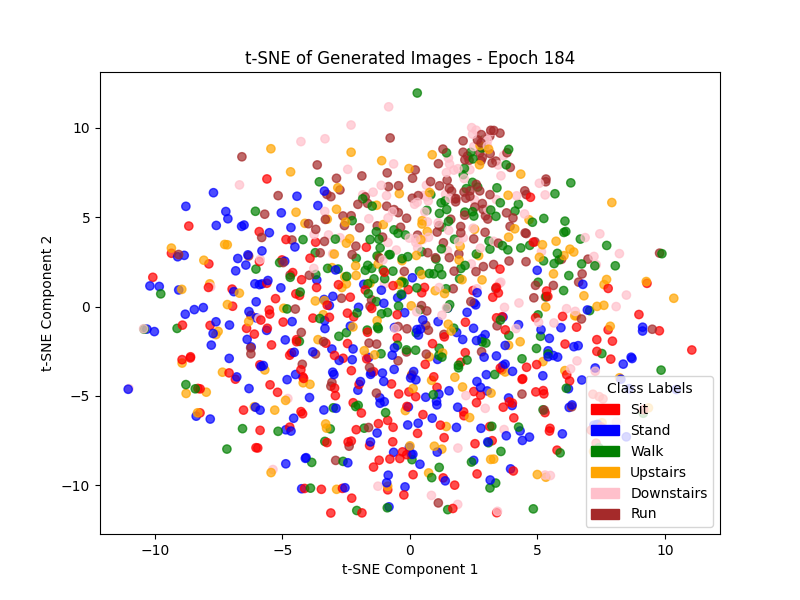 t-SNE of Generated Images - Epoch 184
10
5
0
−5
−10
t-SNE Component 2
−10
−5
0
5
10
t-SNE Component 1
Class Labels
Sit
Stand
Walk
Upstairs
Downstairs
Run